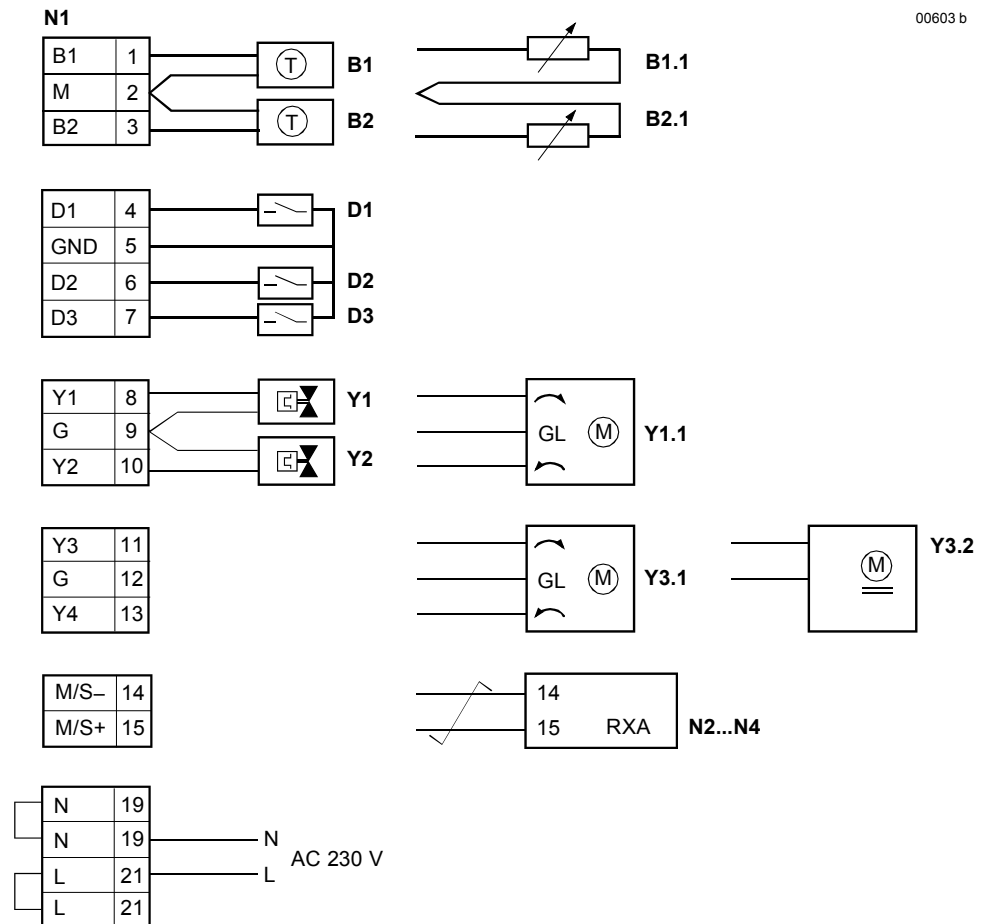 N1
00603 b
B1 1
T
B1
B1.1
M 2
B2 3
T
B2
B2.1
D1 4
D1
GND 5
D2 6
D2
D3 7
D3
Y1 8
Y1
G 9
GL M
Y1.1
Y2 10
Y2
Y3 11
Y3.2
G 12
GL M
Y3.1
M
Y4 13
M/S– 14
14
M/S+ 15
15 RXA
N2...N4
N 19
N 19
N
AC 230 V
L 21
L
L 21